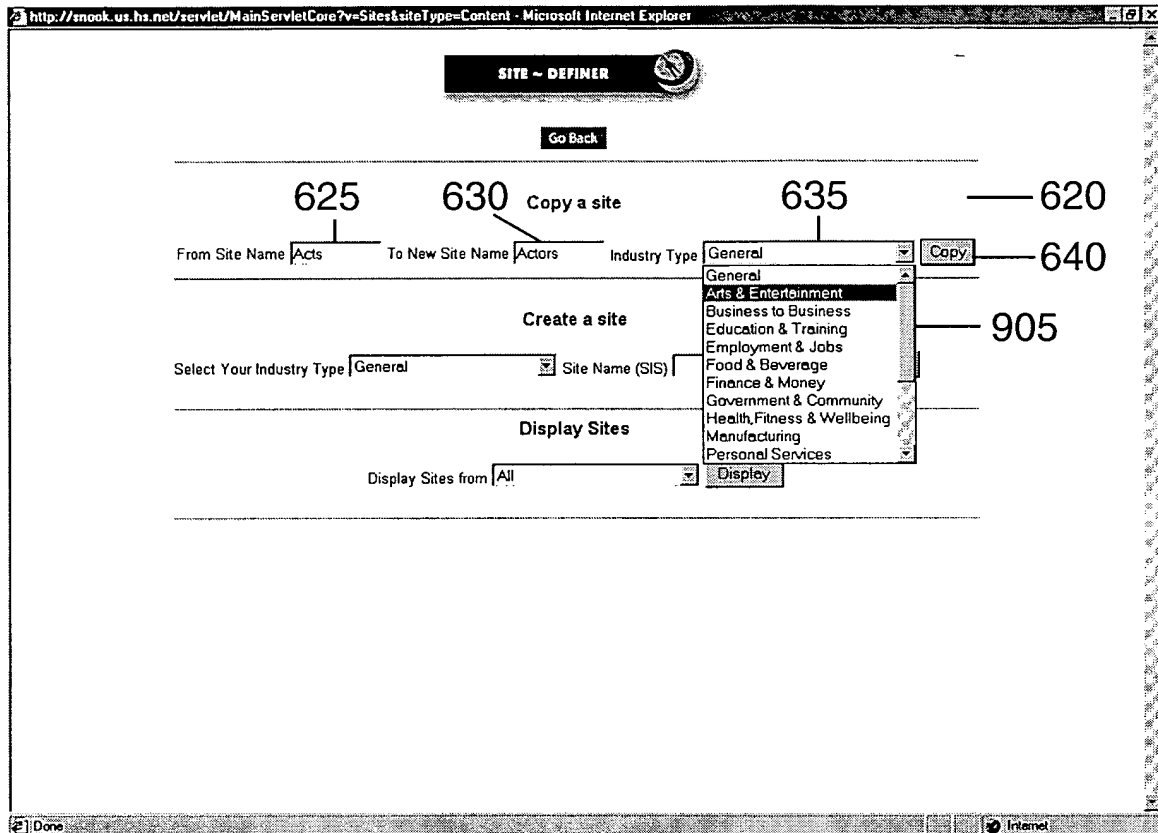 http://snook.us.hs.net/servlet/MainServletCore?v=Sites&siteType=Content - Microsoft Internet Explorer
SITE ~ DEFINER
Go Back
625 630 Copy a site 635 620
From Site Name Acts To New Site Name Actors Industry Type General Copy 640
General
Arts & Entertainment
Business to Business
Create a site
Education & Training
905
Employment & Jobs
Select Your Industry Type General Site Name (SIS)
Food & Beverage
Finance & Money
Government & Community
Health,Fitness & Wellbeing
Display Sites
Manufacturing
Personal Services
Display Sites from All Display
Done Internet